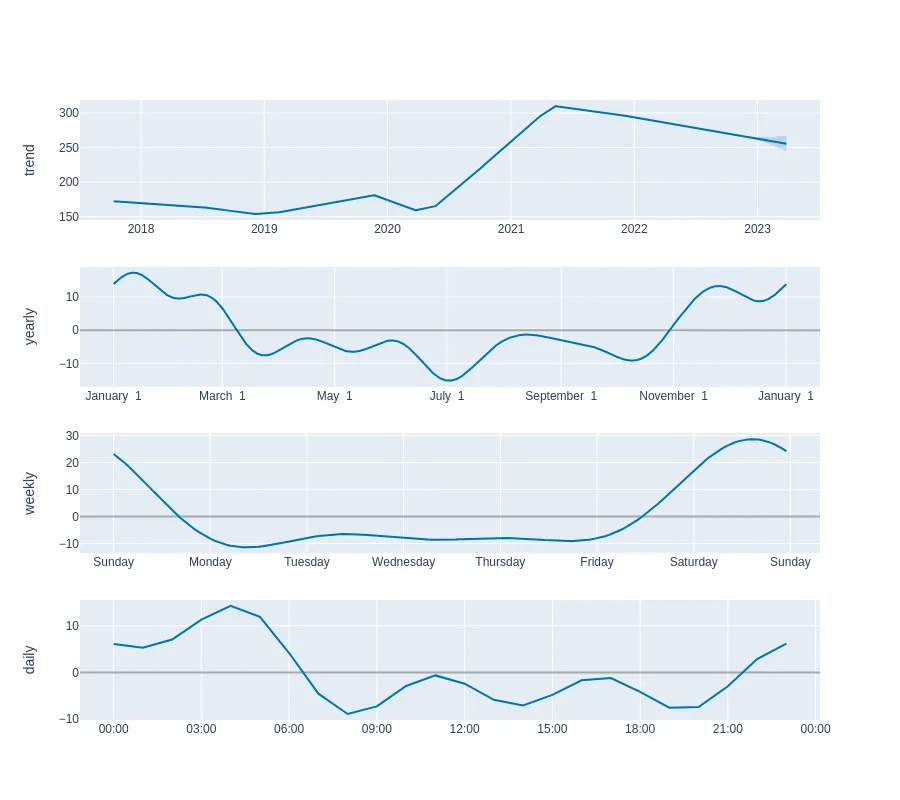 trend
300
250
200
150
2018 2019 2020 2021 2022 2023
yearly
10
0
−10
January 1 March 1 May 1 July 1 September 1 November 1 January 1
weekly
30
20
10
0
−10
Sunday Monday Tuesday Wednesday Thursday Friday Saturday Sunday
daily
10
0
−10
00:00 03:00 06:00 09:00 12:00 15:00 18:00 21:00 00:00